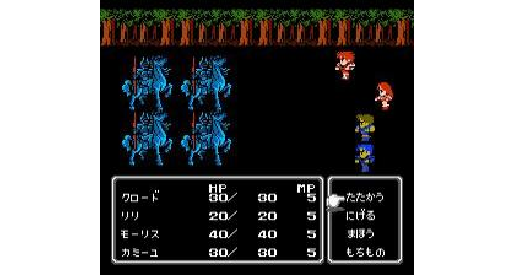 HP MP
クロード 30/ 30 5
リリ 20/ 20 5
モーリス 40/ 40 5
カミーユ 30/ 30 5
たたかう
にげる
まほう
もちもの